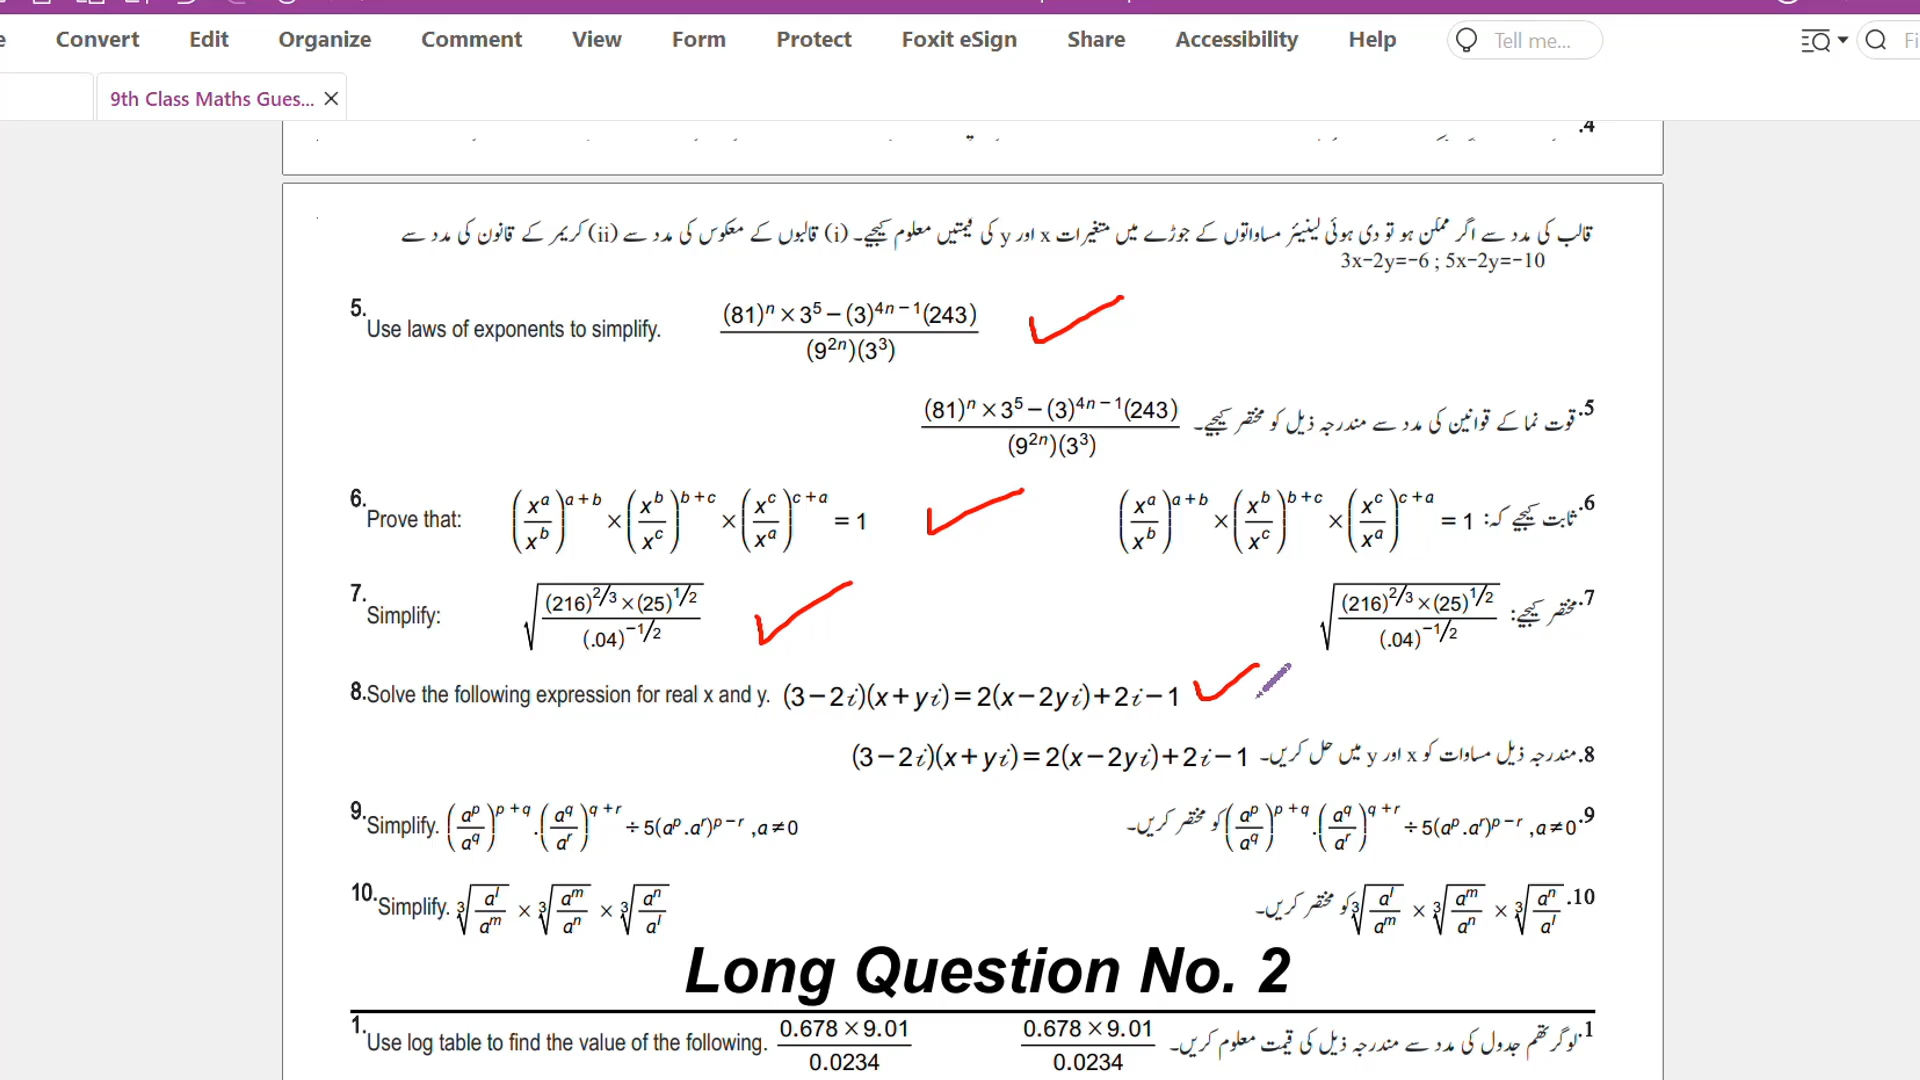 Convert Edit Organize Comment View Form Protect Foxit eSign Share Accessibility Help Tell me... Fi
9th Class Maths Gues...
.4
قالب کی مدد سے اگر ممکن ہو تو دی ہوئی لینیئر مساواتوں کے جوڑے میں متغیرات x اور y کی قیمتیں معلوم کیجیے۔ (i) قالبوں کے معکوس کی مدد سے (ii) کریمر کے قانون کی مدد سے
3x−2y=−6 ; 5x−2y=−10
5. Use laws of exponents to simplify. ((81)^n × 3^5 − (3)^(4n−1)(243)) / ((9^(2n))(3^3))
.5 قوت نما کے قوانین کی مدد سے مندرجہ ذیل کو مختصر کیجیے۔ ((81)^n × 3^5 − (3)^(4n−1)(243)) / ((9^(2n))(3^3))
6. Prove that: (x^a/x^b)^(a+b) × (x^b/x^c)^(b+c) × (x^c/x^a)^(c+a) = 1
.6 ثابت کیجیے کہ: (x^a/x^b)^(a+b) × (x^b/x^c)^(b+c) × (x^c/x^a)^(c+a) = 1
7. Simplify: √(((216)^(2/3) × (25)^(1/2)) / (.04)^(−1/2))
.7 مختصر کیجیے: √(((216)^(2/3) × (25)^(1/2)) / (.04)^(−1/2))
8. Solve the following expression for real x and y. (3−2i)(x+yi)=2(x−2yi)+2i−1
.8 مندرجہ ذیل مساوات کو x اور y میں حل کریں۔ (3−2i)(x+yi)=2(x−2yi)+2i−1
9. Simplify. (a^p/a^q)^(p+q) . (a^q/a^r)^(q+r) ÷ 5(a^p.a^r)^(p−r) ,a≠0
.9 (a^p/a^q)^(p+q) . (a^q/a^r)^(q+r) ÷ 5(a^p.a^r)^(p−r) ,a≠0 کو مختصر کریں۔
10. Simplify. ∛(a^l/a^m) × ∛(a^m/a^n) × ∛(a^n/a^l)
.10 ∛(a^l/a^m) × ∛(a^m/a^n) × ∛(a^n/a^l) کو مختصر کریں۔
Long Question No. 2
1. Use log table to find the value of the following. (0.678×9.01)/0.0234
.1 لوگرتھم جدول کی مدد سے مندرجہ ذیل کی قیمت معلوم کریں۔ (0.678×9.01)/0.0234